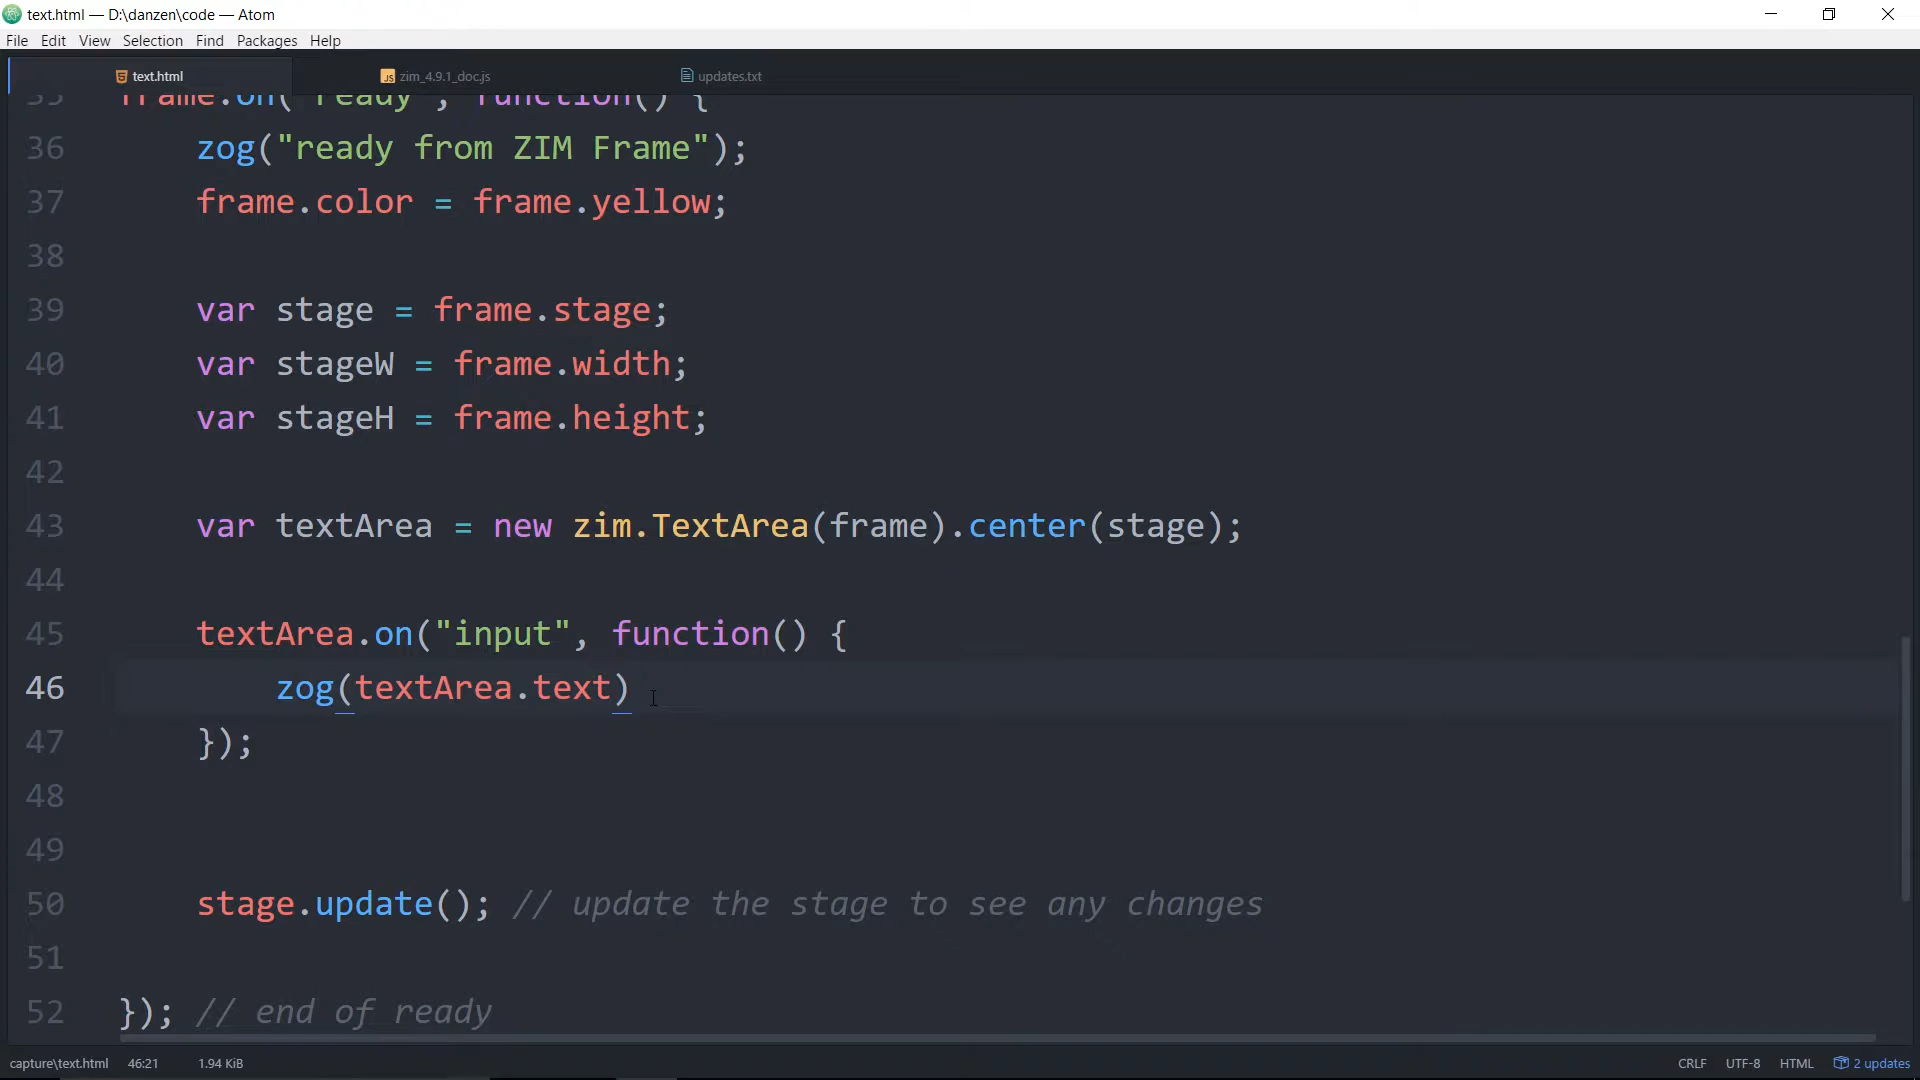 text.html — D:\danzen\code — Atom
File Edit View Selection Find Packages Help
text.html zim_4.9.1_doc.js updates.txt
35 frame.on("ready", function() {
36 zog("ready from ZIM Frame");
37 frame.color = frame.yellow;
38
39 var stage = frame.stage;
40 var stageW = frame.width;
41 var stageH = frame.height;
42
43 var textArea = new zim.TextArea(frame).center(stage);
44
45 textArea.on("input", function() {
46 zog(textArea.text)
47 });
48
49
50 stage.update(); // update the stage to see any changes
51
52 }); // end of ready
capture\text.html 46:21 1.94 KiB CRLF UTF-8 HTML 2 updates